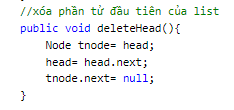 //xóa phần tử đầu tiên của list
public void deleteHead(){
Node tnode= head;
head= head.next;
tnode.next= null;
}